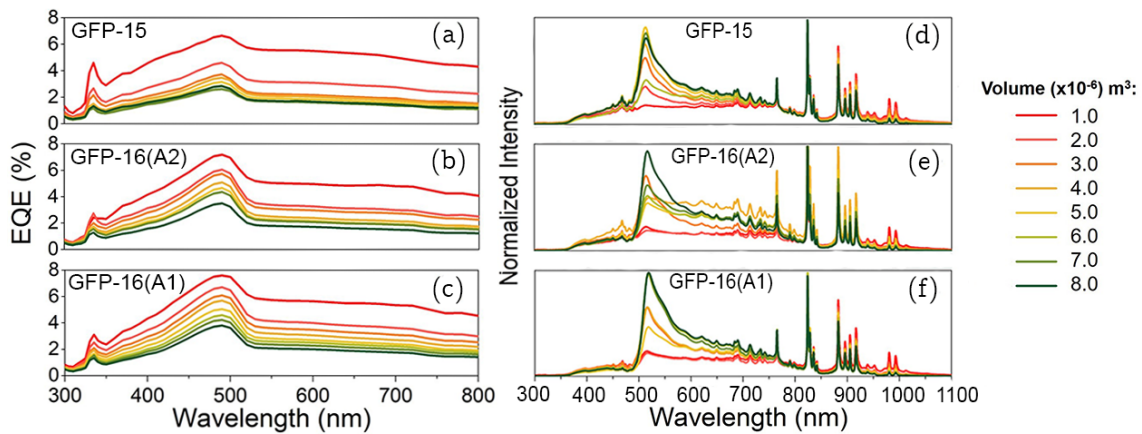 EQE (%)
8
6
4
2
0
GFP-15
(a)
8
6
4
2
0
GFP-16(A2)
(b)
8
6
4
2
0
GFP-16(A1)
(c)
300 400 500 600 700 800
Wavelength (nm)
Normalized Intensity
GFP-15
(d)
GFP-16(A2)
(e)
GFP-16(A1)
(f)
300 400 500 600 700 800 900 1000 1100
Wavelength (nm)
Volume (x10⁻⁶) m³:
1.0
2.0
3.0
4.0
5.0
6.0
7.0
8.0